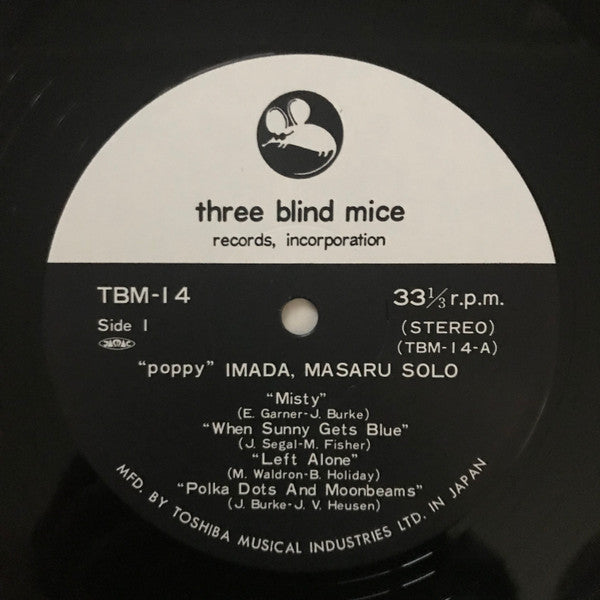 three blind mice
records, incorporation
TBM-14
33 1/3 r.p.m.
Side 1
(STEREO)
(TBM-14-A)
"poppy" IMADA, MASARU SOLO
"Misty"
(E. Garner-J. Burke)
"When Sunny Gets Blue"
(J. Segal-M. Fisher)
"Left Alone"
(M. Waldron-B. Holiday)
"Polka Dots And Moonbeams"
(J. Burke-J. V. Heusen)
MFD. BY TOSHIBA MUSICAL INDUSTRIES LTD. IN JAPAN